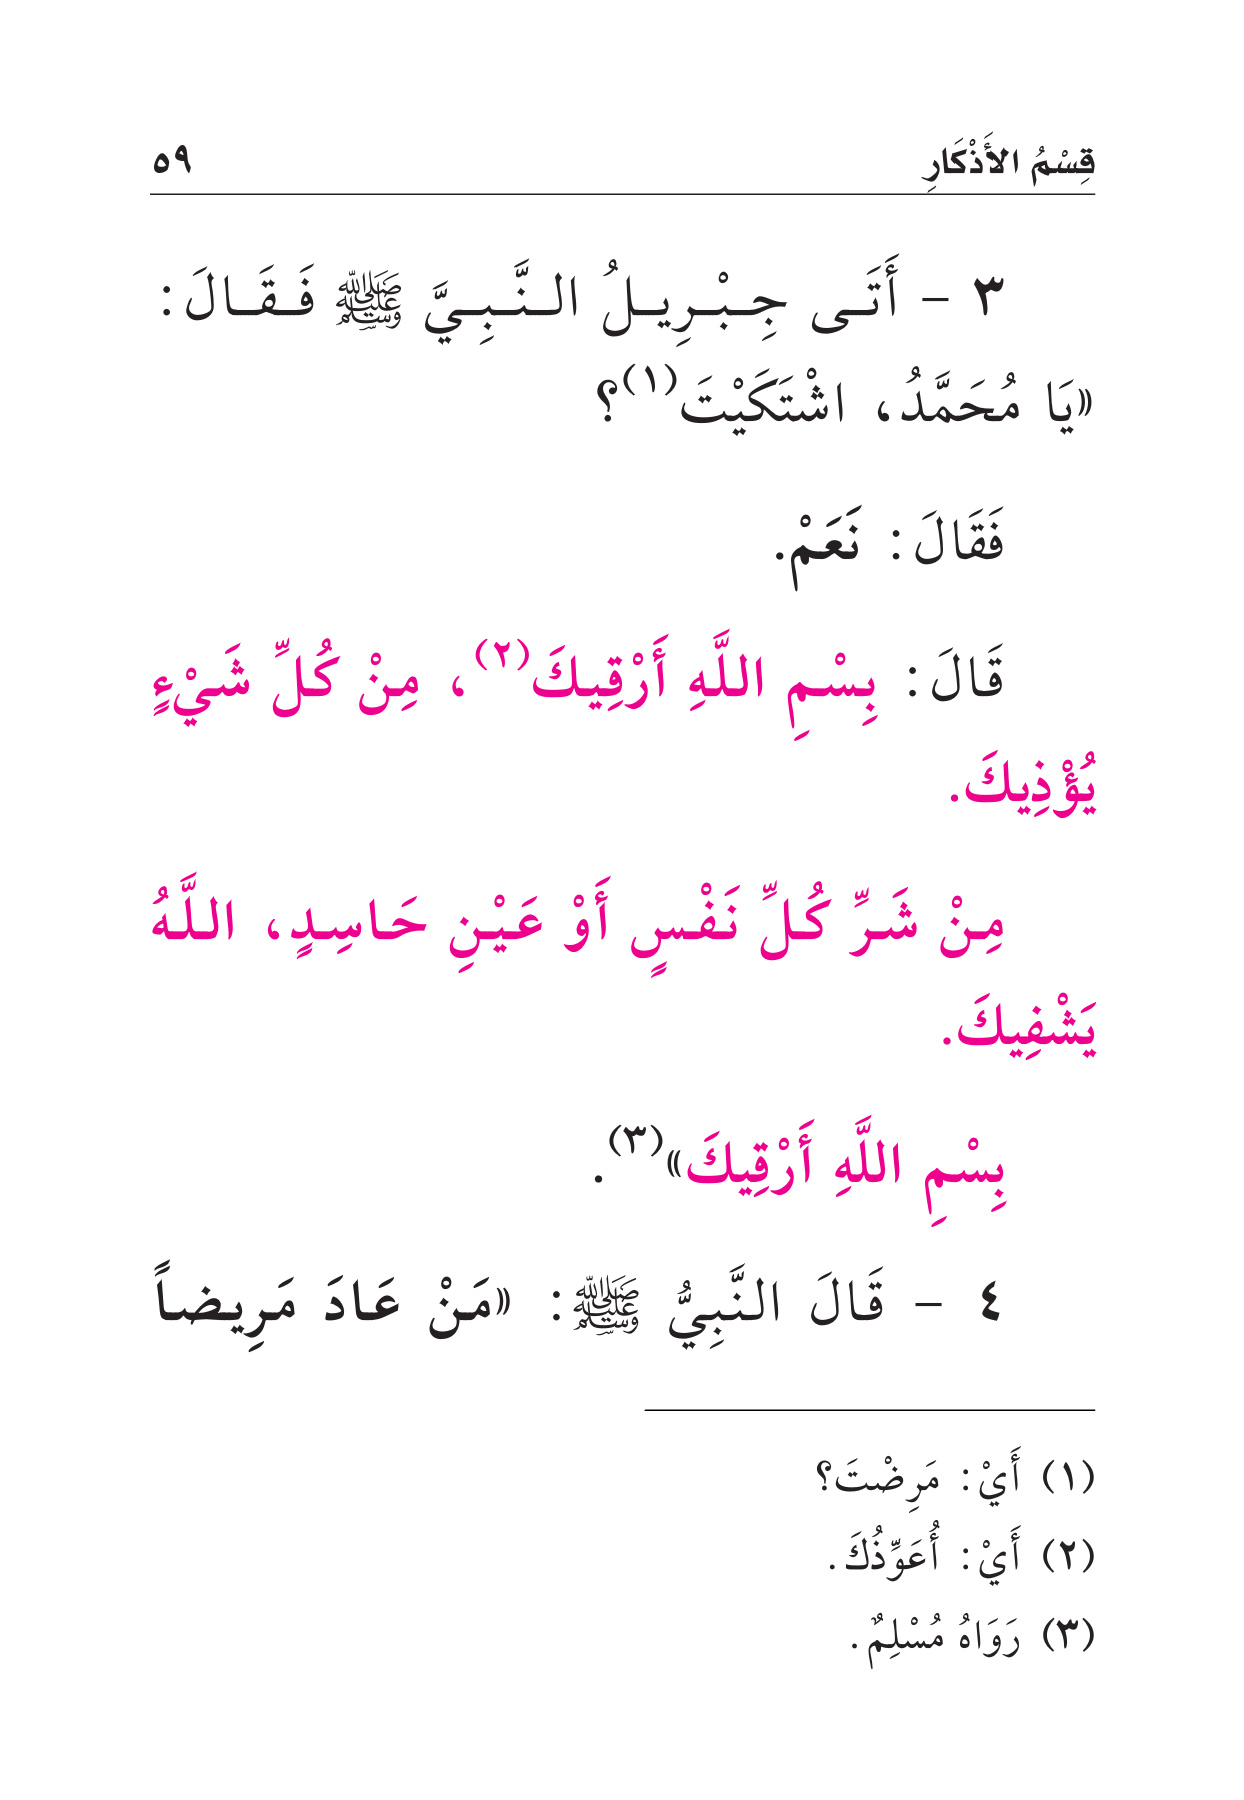 قِسْمُ الأَذْكَارِ ٥٩
٣ - أَتَى جِبْرِيلُ النَّبِيَّ ﷺ فَقَالَ:
«يَا مُحَمَّدُ، اشْتَكَيْتَ(١)؟
فَقَالَ: نَعَمْ.
قَالَ: بِسْمِ اللَّهِ أَرْقِيكَ(٢)، مِنْ كُلِّ شَيْءٍ
يُؤْذِيكَ.
مِنْ شَرِّ كُلِّ نَفْسٍ أَوْ عَيْنِ حَاسِدٍ، اللَّهُ
يَشْفِيكَ.
بِسْمِ اللَّهِ أَرْقِيكَ»(٣).
٤ - قَالَ النَّبِيُّ ﷺ: «مَنْ عَادَ مَرِيضاً
(١) أَيْ: مَرِضْتَ؟
(٢) أَيْ: أُعَوِّذُكَ.
(٣) رَوَاهُ مُسْلِمٌ.